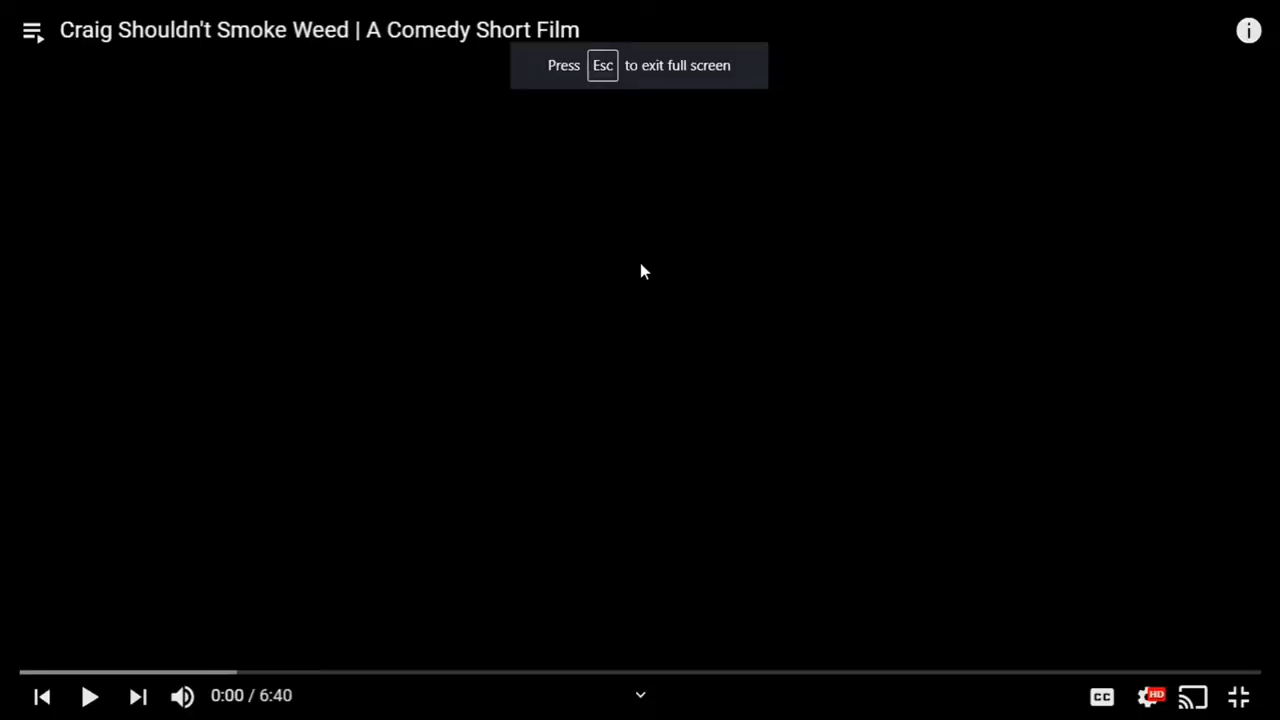 Craig Shouldn't Smoke Weed | A Comedy Short Film
Press Esc to exit full screen
0:00 / 6:40
CC
HD